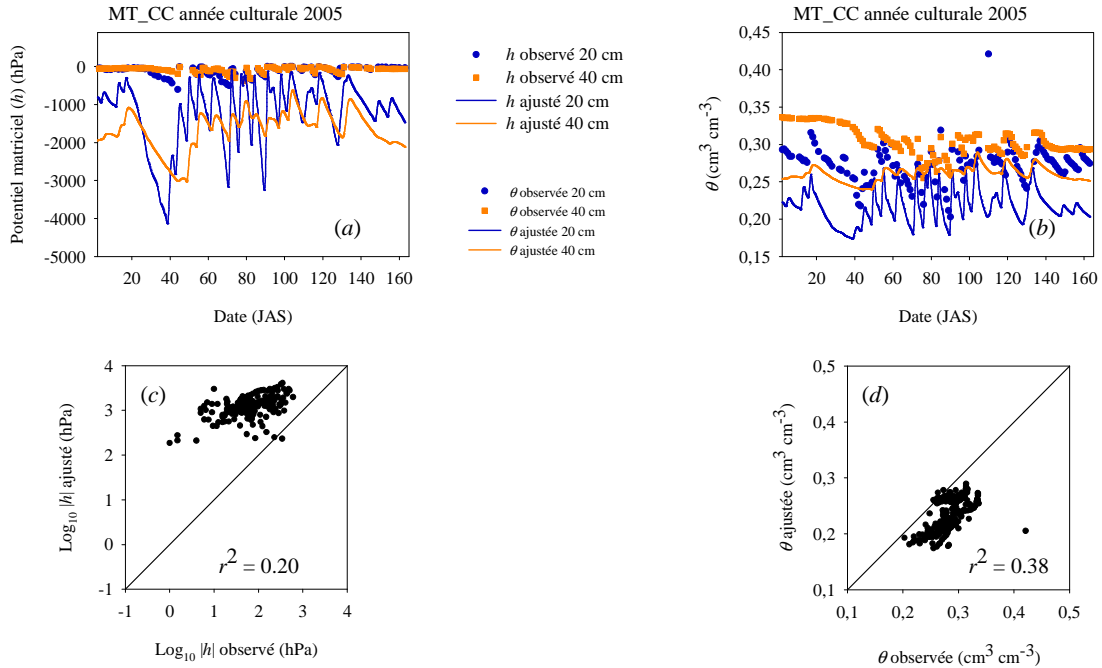 MT_CC année culturale 2005
0
-1000
-2000
-3000
-4000
-5000
Potentiel matriciel (h) (hPa)
(a)
0 20 40 60 80 100 120 140 160
Date (JAS)
h observé 20 cm
h observé 40 cm
h ajusté 20 cm
h ajusté 40 cm
θ observée 20 cm
θ observée 40 cm
θ ajustée 20 cm
θ ajustée 40 cm
MT_CC année culturale 2005
0,45
0,40
0,35
0,30
0,25
0,20
0,15
θ (cm³ cm-³)
(b)
20 40 60 80 100 120 140 160
Date (JAS)
4
3
2
1
0
-1
Log₁₀ |h| ajusté (hPa)
(c)
r² = 0.20
-1 0 1 2 3 4
Log₁₀ |h| observé (hPa)
0,5
0,4
0,3
0,2
0,1
θ ajustée (cm³ cm-³)
(d)
r² = 0.38
0,1 0,2 0,3 0,4 0,5
θ observée (cm³ cm-³)